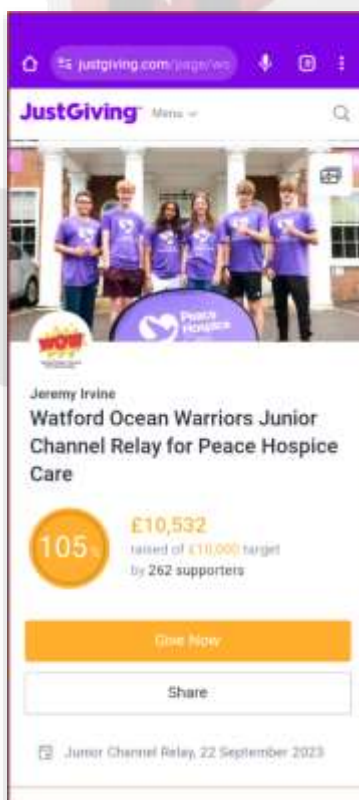 justgiving.com/page/wo
JustGiving Menu
Peace
Hospice
WOW
Jeremy Irvine
Watford Ocean Warriors Junior
Channel Relay for Peace Hospice
Care
105%
£10,532
raised of £10,000 target
by 262 supporters
Give Now
Share
Junior Channel Relay, 22 September 2023